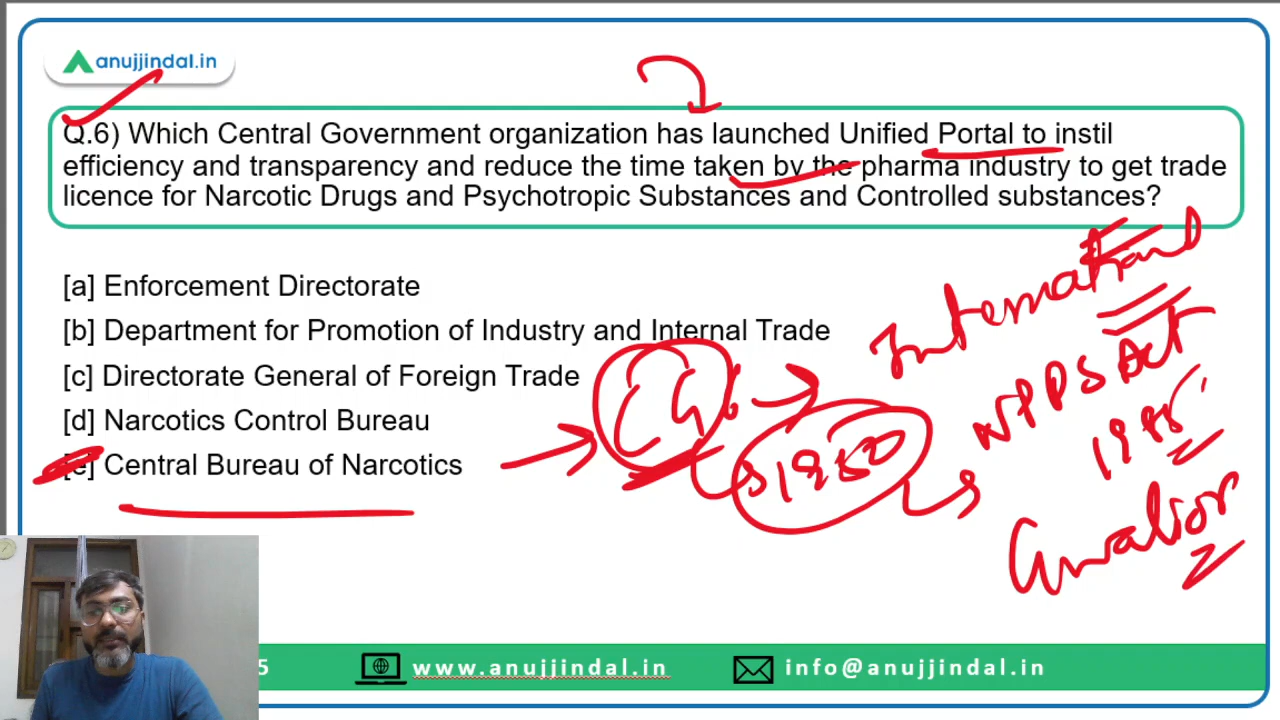 anujjindal.in
Q.6) Which Central Government organization has launched Unified Portal to instil
efficiency and transparency and reduce the time taken by the pharma industry to get trade
licence for Narcotic Drugs and Psychotropic Substances and Controlled substances?
[a] Enforcement Directorate
[b] Department for Promotion of Industry and Internal Trade
[c] Directorate General of Foreign Trade
[d] Narcotics Control Bureau
[e] Central Bureau of Narcotics
International
Act
1985
1950
Gwalior
5
www.anujjindal.in
info@anujjindal.in